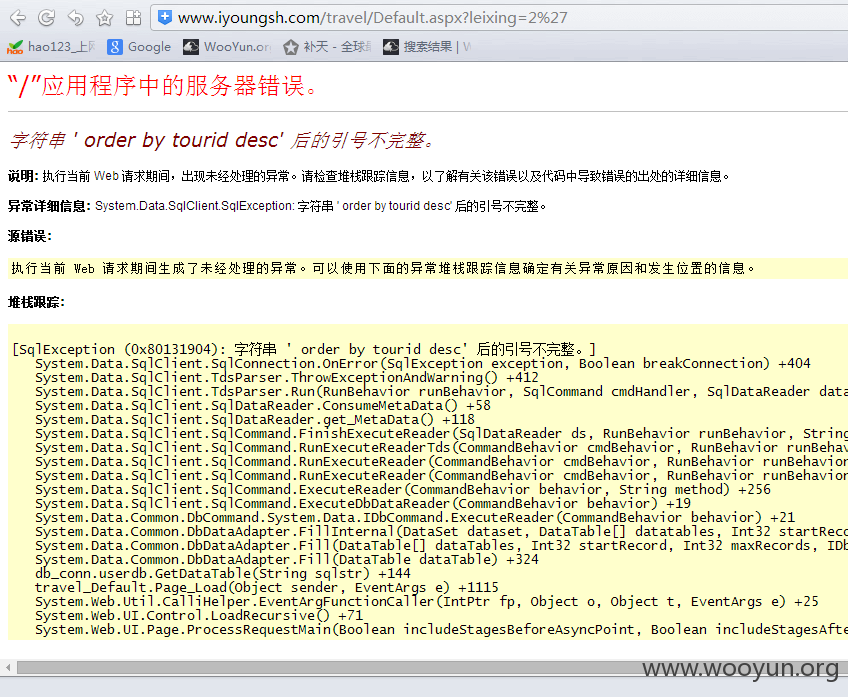 www.iyoungsh.com/travel/Default.aspx?leixing=2%27
hao123_上网 Google WooYun.org 补天 - 全球最 搜索结果 | W
“/”应用程序中的服务器错误。
字符串 ' order by tourid desc' 后的引号不完整。
说明: 执行当前 Web 请求期间，出现未经处理的异常。请检查堆栈跟踪信息，以了解有关该错误以及代码中导致错误的出处的详细信息。
异常详细信息: System.Data.SqlClient.SqlException: 字符串 ' order by tourid desc' 后的引号不完整。
源错误:
执行当前 Web 请求期间生成了未经处理的异常。可以使用下面的异常堆栈跟踪信息确定有关异常原因和发生位置的信息。
堆栈跟踪:
[SqlException (0x80131904): 字符串 ' order by tourid desc' 后的引号不完整。]
System.Data.SqlClient.SqlConnection.OnError(SqlException exception, Boolean breakConnection) +404
System.Data.SqlClient.TdsParser.ThrowExceptionAndWarning() +412
System.Data.SqlClient.TdsParser.Run(RunBehavior runBehavior, SqlCommand cmdHandler, SqlDataReader data
System.Data.SqlClient.SqlDataReader.ConsumeMetaData() +58
System.Data.SqlClient.SqlDataReader.get_MetaData() +118
System.Data.SqlClient.SqlCommand.FinishExecuteReader(SqlDataReader ds, RunBehavior runBehavior, String
System.Data.SqlClient.SqlCommand.RunExecuteReaderTds(CommandBehavior cmdBehavior, RunBehavior runBehav
System.Data.SqlClient.SqlCommand.RunExecuteReader(CommandBehavior cmdBehavior, RunBehavior runBehavior
System.Data.SqlClient.SqlCommand.RunExecuteReader(CommandBehavior cmdBehavior, RunBehavior runBehavior
System.Data.SqlClient.SqlCommand.ExecuteReader(CommandBehavior behavior, String method) +256
System.Data.SqlClient.SqlCommand.ExecuteDbDataReader(CommandBehavior behavior) +19
System.Data.Common.DbCommand.System.Data.IDbCommand.ExecuteReader(CommandBehavior behavior) +21
System.Data.Common.DbDataAdapter.FillInternal(DataSet dataset, DataTable[] datatables, Int32 startReco
System.Data.Common.DbDataAdapter.Fill(DataTable[] dataTables, Int32 startRecord, Int32 maxRecords, IDb
System.Data.Common.DbDataAdapter.Fill(DataTable dataTable) +324
db_conn.userdb.GetDataTable(String sqlstr) +144
travel_Default.Page_Load(Object sender, EventArgs e) +1115
System.Web.Util.CalliHelper.EventArgFunctionCaller(IntPtr fp, Object o, Object t, EventArgs e) +25
System.Web.UI.Control.LoadRecursive() +71
System.Web.UI.Page.ProcessRequestMain(Boolean includeStagesBeforeAsyncPoint, Boolean includeStagesAfte
www.wooyun.org